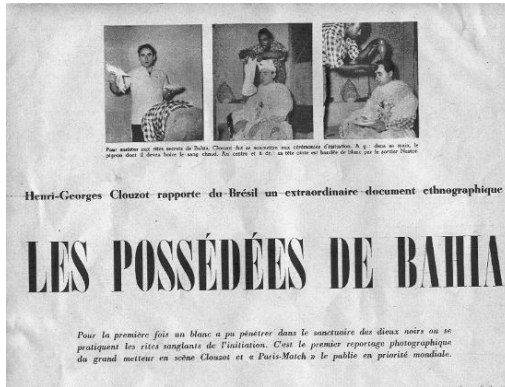 Pour assister aux rites secrets de Bahia, Clouzot dut se soumettre aux cérémonies d'initiation. A g.: dans sa main, le
pigeon dont il devra boire le sang chaud. Au centre et à dr.: sa tête est bandée de blanc par le sorcier
Henri-Georges Clouzot rapporte du Brésil un extraordinaire document ethnographique
LES POSSÉDÉES DE BAHIA
Pour la première fois un blanc a pu pénétrer dans le sanctuaire des dieux noirs ou se
pratiquent les rites sanglants de l'initiation. C'est le premier reportage photographique
du grand metteur en scène Clouzot et « Paris-Match » le publie en priorité mondiale.